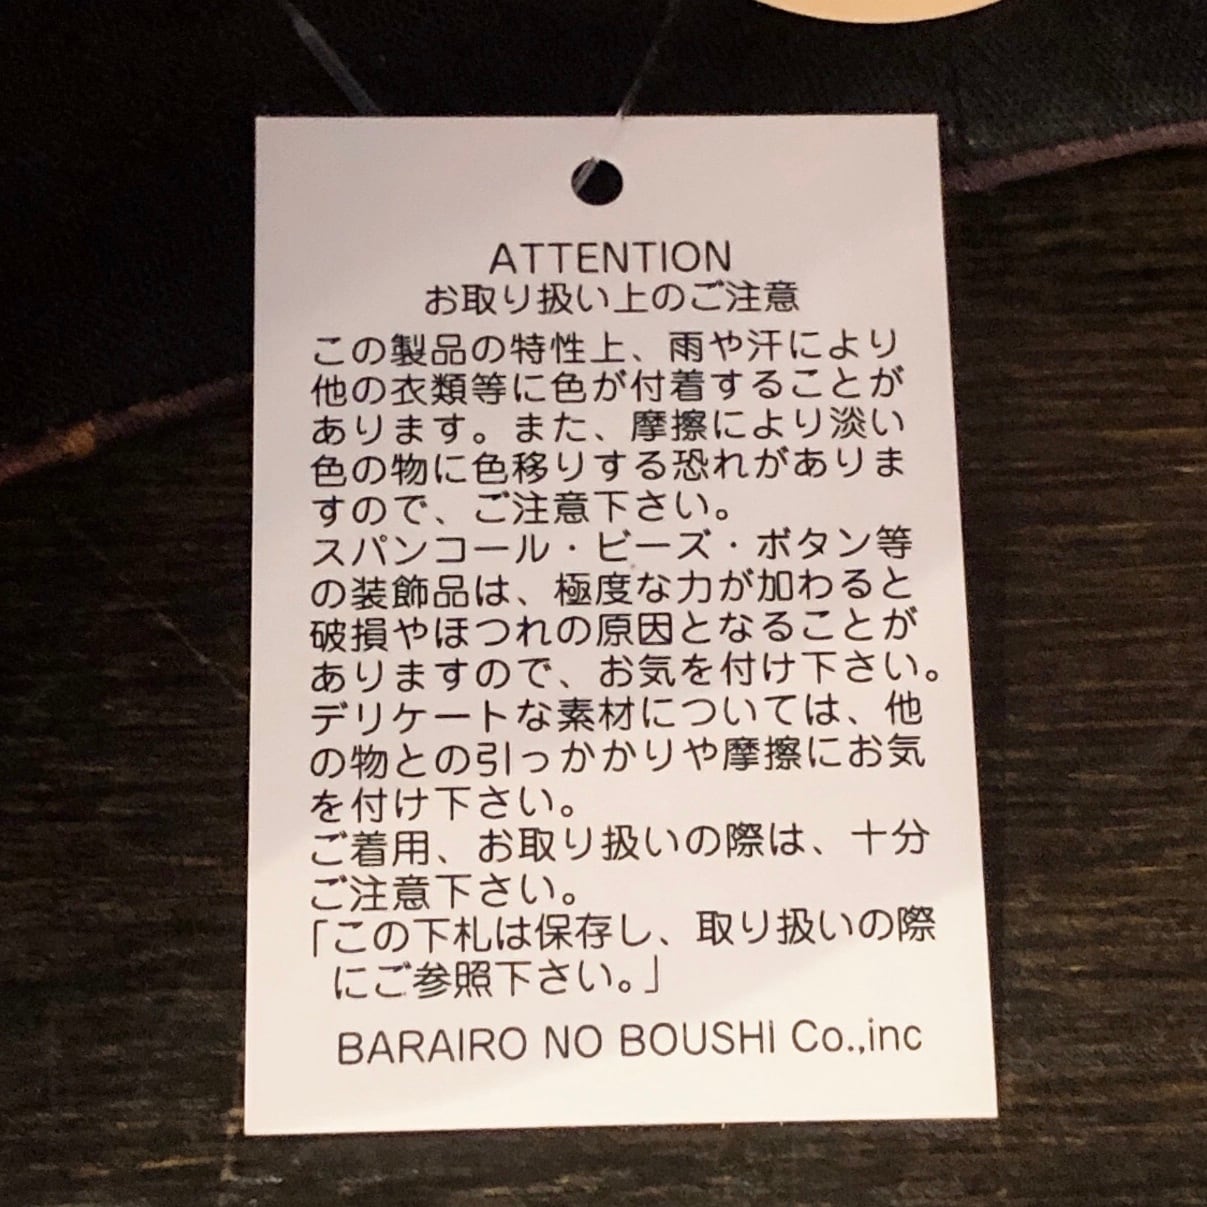 ATTENTION
お取り扱い上のご注意
この製品の特性上、雨や汗により
他の衣類等に色が付着することが
あります。また、摩擦により淡い
色の物に色移りする恐れがありま
すので、ご注意下さい。
スパンコール・ビーズ・ボタン等
の装飾品は、極度な力が加わると
破損やほつれの原因となることが
ありますので、お気を付け下さい。
デリケートな素材については、他
の物との引っかかりや摩擦にお気
を付け下さい。
ご着用、お取り扱いの際は、十分
ご注意下さい。
「この下札は保存し、取り扱いの際
にご参照下さい。」
BARAIRO NO BOUSHI Co.,inc